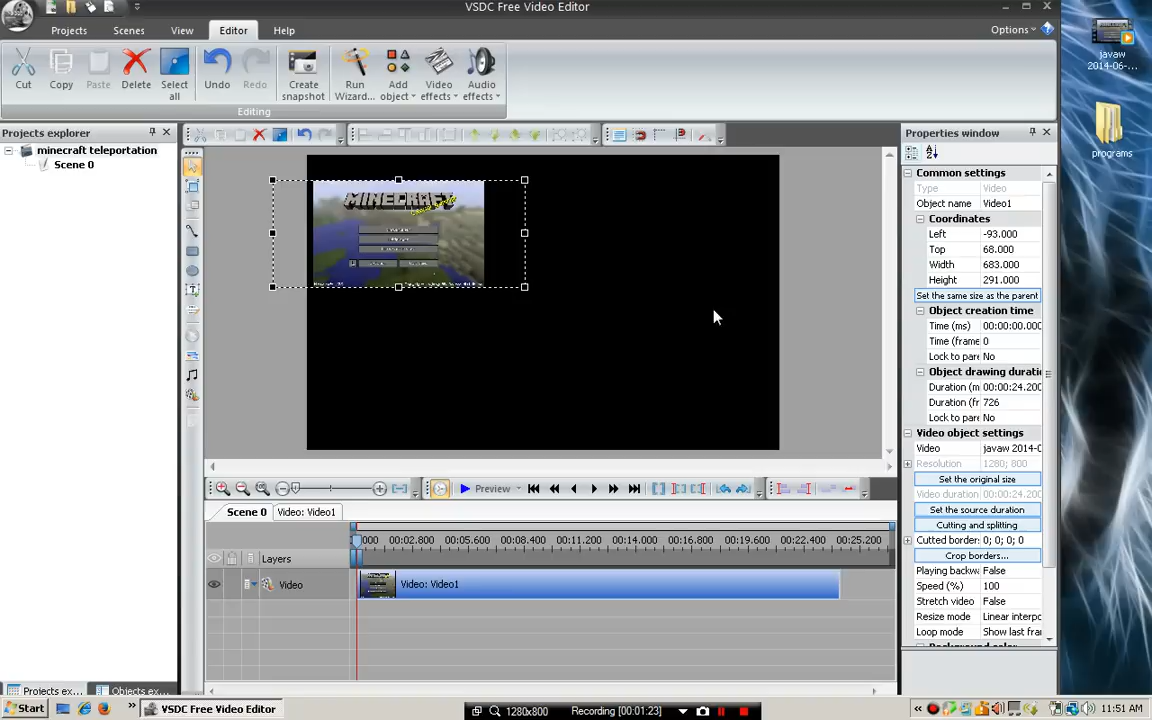 VSDC Free Video Editor
Projects
Scenes
View
Editor
Help
Options
Cut
Copy
Paste
Delete
Select all
Undo
Redo
Create snapshot
Run Wizard...
Add object
Video effects
Audio effects
Editing
Projects explorer
minecraft teleportation
Scene 0
Properties window
Common settings
Type Video
Object name Video1
Coordinates
Left -93.000
Top 68.000
Width 683.000
Height 291.000
Set the same size as the parent
Object creation time
Time (ms) 00:00:00.000
Time (frame 0
Lock to pare No
Object drawing duratio
Duration (m 00:00:24.200
Duration (fr 726
Lock to pare No
Video object settings
Video javaw 2014-0
Resolution 1280; 800
Set the original size
Video duration 00:00:24.200
Set the source duration
Cutting and splitting
Cutted border 0; 0; 0; 0
Crop borders...
Playing backwa False
Speed (%) 100
Stretch video False
Resize mode Linear interpo
Loop mode Show last fram
Background color
MINECRAFT
Preview
Scene 0
Video: Video1
000 00:02.800 00:05.600 00:08.400 00:11.200 00:14.000 00:16.800 00:19.600 00:22.400 00:25.200
Layers
Video
Video: Video1
Projects ex...
Objects ex...
javaw
2014-06-...
programs
Start
VSDC Free Video Editor
1280x800
Recording [00:01:23]
11:51 AM